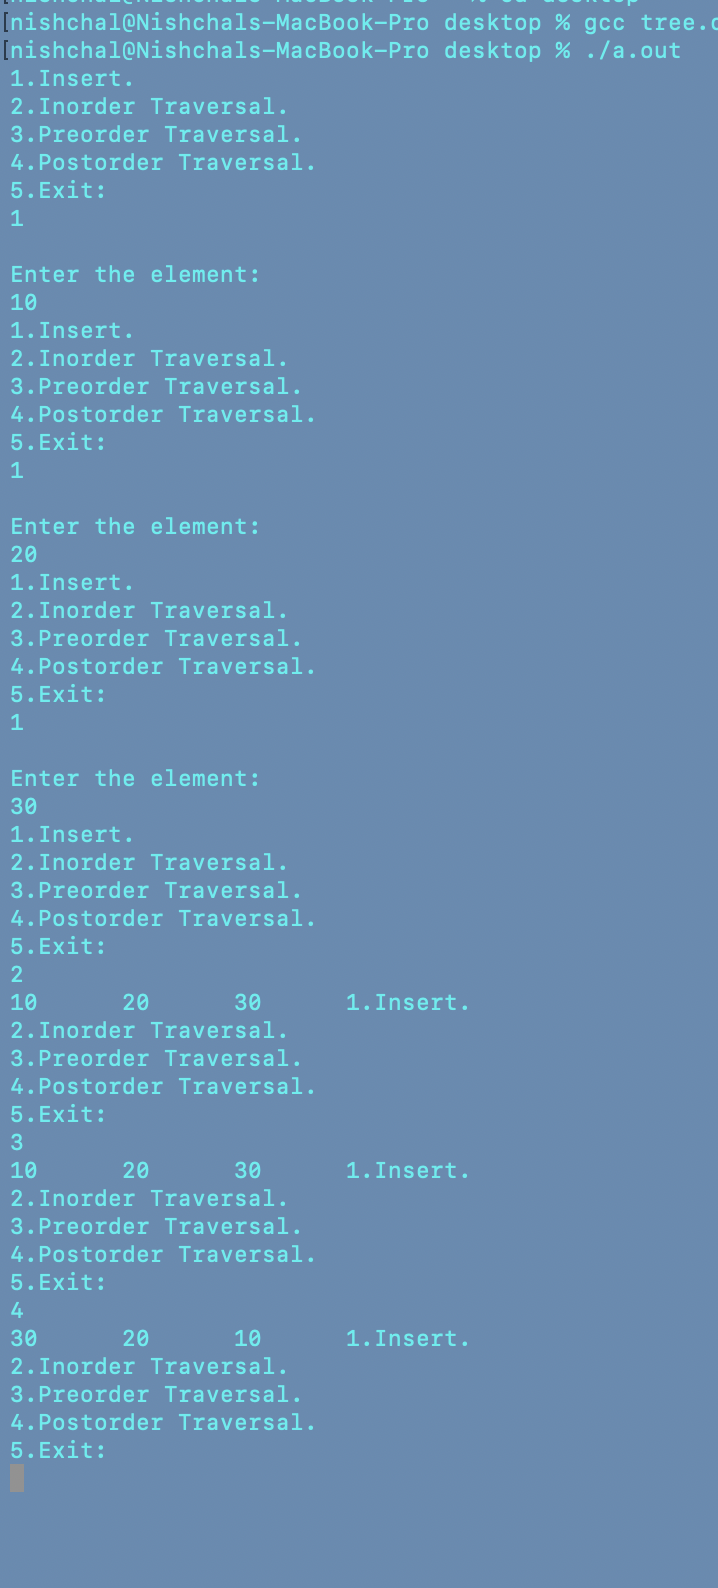 [nishchal@Nishchals-MacBook-Pro ~ % cd desktop
[nishchal@Nishchals-MacBook-Pro desktop % gcc tree.c
[nishchal@Nishchals-MacBook-Pro desktop % ./a.out
1.Insert.
2.Inorder Traversal.
3.Preorder Traversal.
4.Postorder Traversal.
5.Exit:
1
Enter the element:
10
1.Insert.
2.Inorder Traversal.
3.Preorder Traversal.
4.Postorder Traversal.
5.Exit:
1
Enter the element:
20
1.Insert.
2.Inorder Traversal.
3.Preorder Traversal.
4.Postorder Traversal.
5.Exit:
1
Enter the element:
30
1.Insert.
2.Inorder Traversal.
3.Preorder Traversal.
4.Postorder Traversal.
5.Exit:
2
10      20      30      1.Insert.
2.Inorder Traversal.
3.Preorder Traversal.
4.Postorder Traversal.
5.Exit:
3
10      20      30      1.Insert.
2.Inorder Traversal.
3.Preorder Traversal.
4.Postorder Traversal.
5.Exit:
4
30      20      10      1.Insert.
2.Inorder Traversal.
3.Preorder Traversal.
4.Postorder Traversal.
5.Exit: